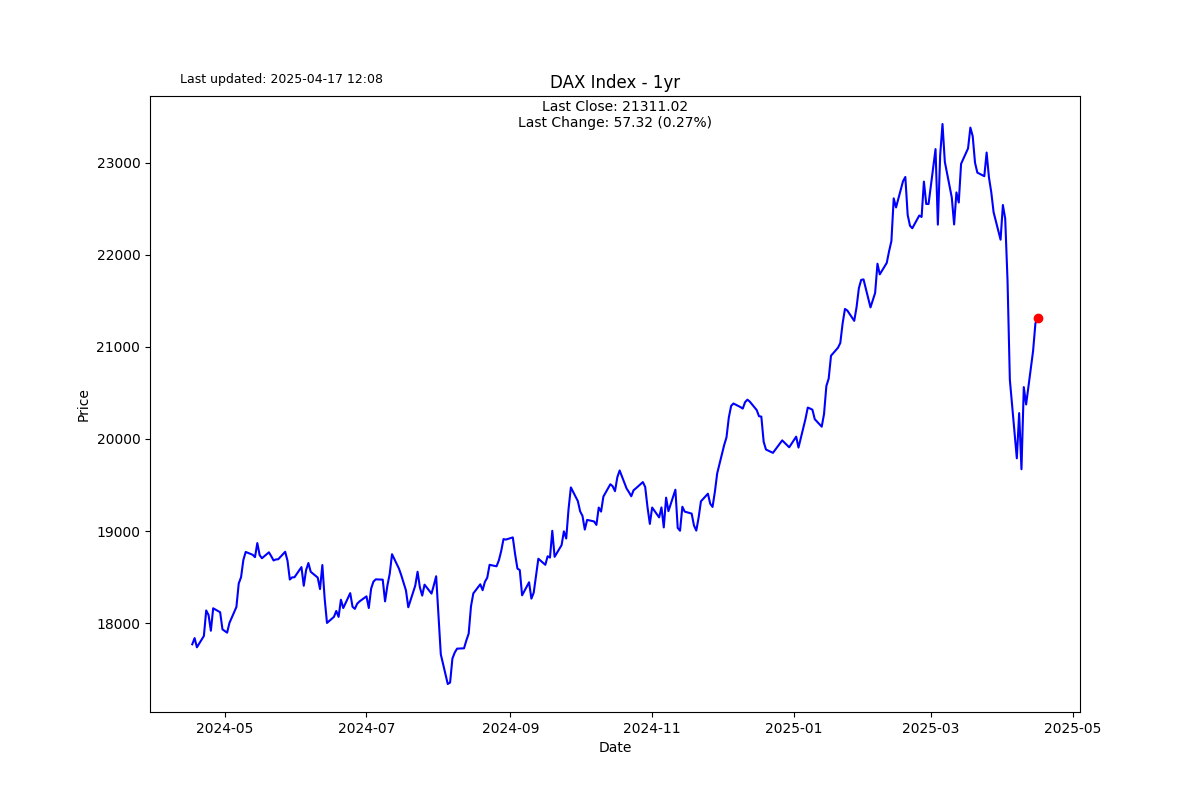 Last updated: 2025-04-17 12:08
DAX Index - 1yr
Last Close: 21311.02
Last Change: 57.32 (0.27%)
23000
22000
21000
20000
19000
18000
Price
2024-05
2024-07
2024-09
2024-11
2025-01
2025-03
2025-05
Date